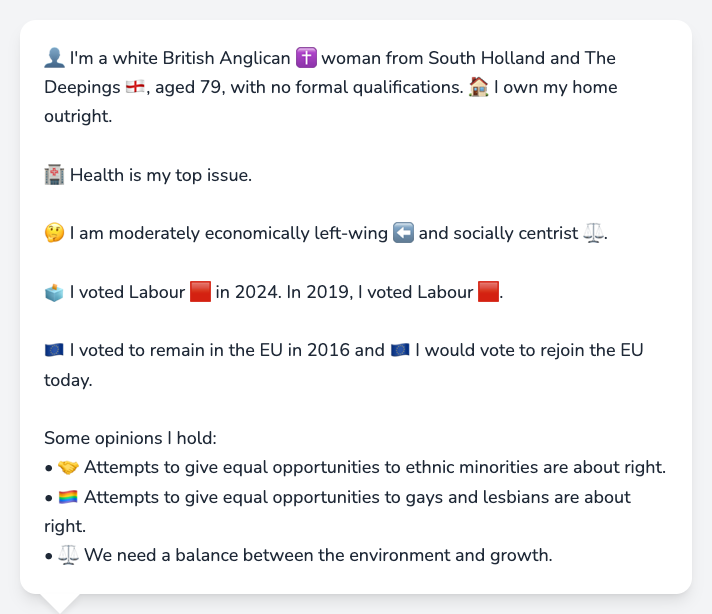 👤 I'm a white British Anglican ✝️ woman from South Holland and The
Deepings 🏴󠁧󠁢󠁥󠁮󠁧󠁿, aged 79, with no formal qualifications. 🏠 I own my home
outright.
🏥 Health is my top issue.
🤔 I am moderately economically left-wing ⬅️ and socially centrist ⚖️.
🗳️ I voted Labour 🟥 in 2024. In 2019, I voted Labour 🟥.
🇪🇺 I voted to remain in the EU in 2016 and 🇪🇺 I would vote to rejoin the EU
today.
Some opinions I hold:
• 🤝 Attempts to give equal opportunities to ethnic minorities are about right.
• 🏳️‍🌈 Attempts to give equal opportunities to gays and lesbians are about
right.
• ⚖️ We need a balance between the environment and growth.